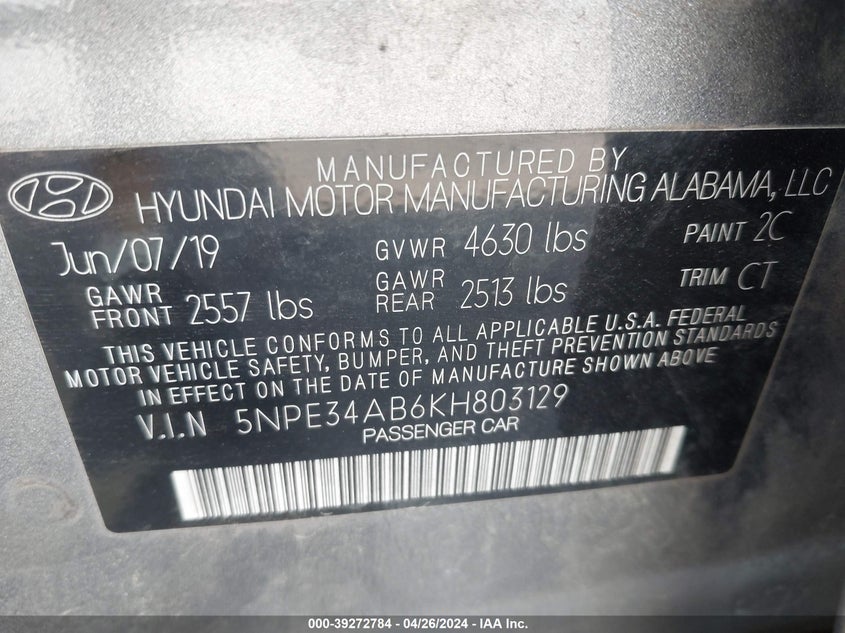 MANUFACTURED BY
HYUNDAI MOTOR MANUFACTURING ALABAMA, LLC
Jun/07/19 GVWR 4630 lbs PAINT 2C
GAWR FRONT 2557 lbs GAWR REAR 2513 lbs TRIM CT
THIS VEHICLE CONFORMS TO ALL APPLICABLE U.S.A. FEDERAL
MOTOR VEHICLE SAFETY, BUMPER, AND THEFT PREVENTION STANDARDS
IN EFFECT ON THE DATE OF MANUFACTURE SHOWN ABOVE
V.I.N 5NPE34AB6KH803129
PASSENGER CAR
000-39272784 - 04/26/2024 - IAA Inc.